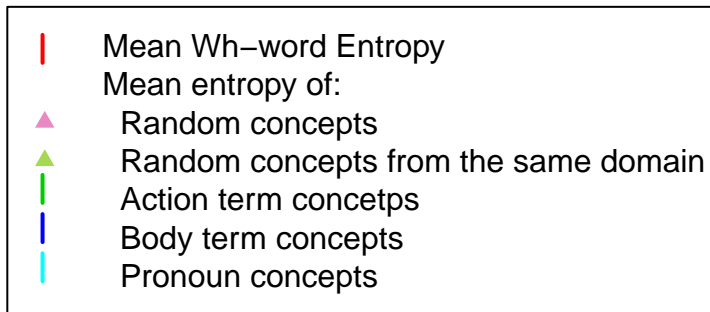 Mean Wh−word Entropy
Mean entropy of:
Random concepts
Random concepts from the same domain
Action term concetps
Body term concepts
Pronoun concepts